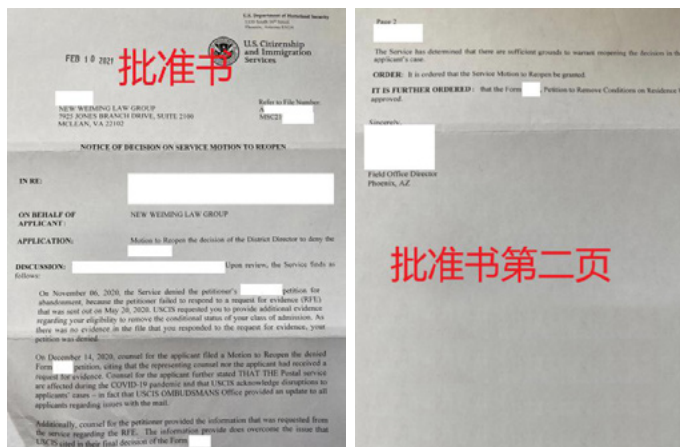 U.S. Department of Homeland Security
Phoenix, Arizona
U.S. Citizenship
and Immigration
Services
FEB 10 2021
批准书
NEW WEIMING LAW GROUP
7925 JONES BRANCH DRIVE, SUITE 2100
MCLEAN, VA 22102
Refer to File Number
A
MSC21
NOTICE OF DECISION ON SERVICE MOTION TO REOPEN
IN RE:
ON BEHALF OF
APPLICANT:
NEW WEIMING LAW GROUP
APPLICATION:
Motion to Reopen the decision of the District Director to deny the
DISCUSSION:
Upon review, the Service finds as
follows:
On November 06, 2020, the Service denied the petitioner's petition for
abandonment, because the petitioner failed to respond to a request for evidence (RFE)
that was sent out on May 20, 2020. USCIS requested you to provide additional evidence
regarding your eligibility to remove the conditional status of your class of admission. As
there was no evidence in the file that you responded to the request for evidence, your
petition was denied.
On December 14, 2020, counsel for the applicant filed a Motion to Reopen the denied
Form petition, citing that the representing counsel nor the applicant had received a
request for evidence. Counsel for the applicant further stated THAT THE Postal service
are affected during the COVID-19 pandemic and that USCIS acknowledge disruptions to
applicants' cases – in fact that USCIS OMBUDSMANS Office provided an update to all
applicants regarding issues with the mail.
Additionally, counsel for the petitioner provided the information that was requested from
the service regarding the RFE. The information provide does overcome the issue that
USCIS cited in their final decision of the Form
Page 2
The Service has determined that there are sufficient grounds to warrant reopening the decision in the
applicant's case.
ORDER: It is ordered that the Service Motion to Reopen be granted.
IT IS FURTHER ORDERED: that the Form , Petition to Remove Conditions on Residence
approved.
Sincerely,
Field Office Director
Phoenix, AZ
批准书第二页